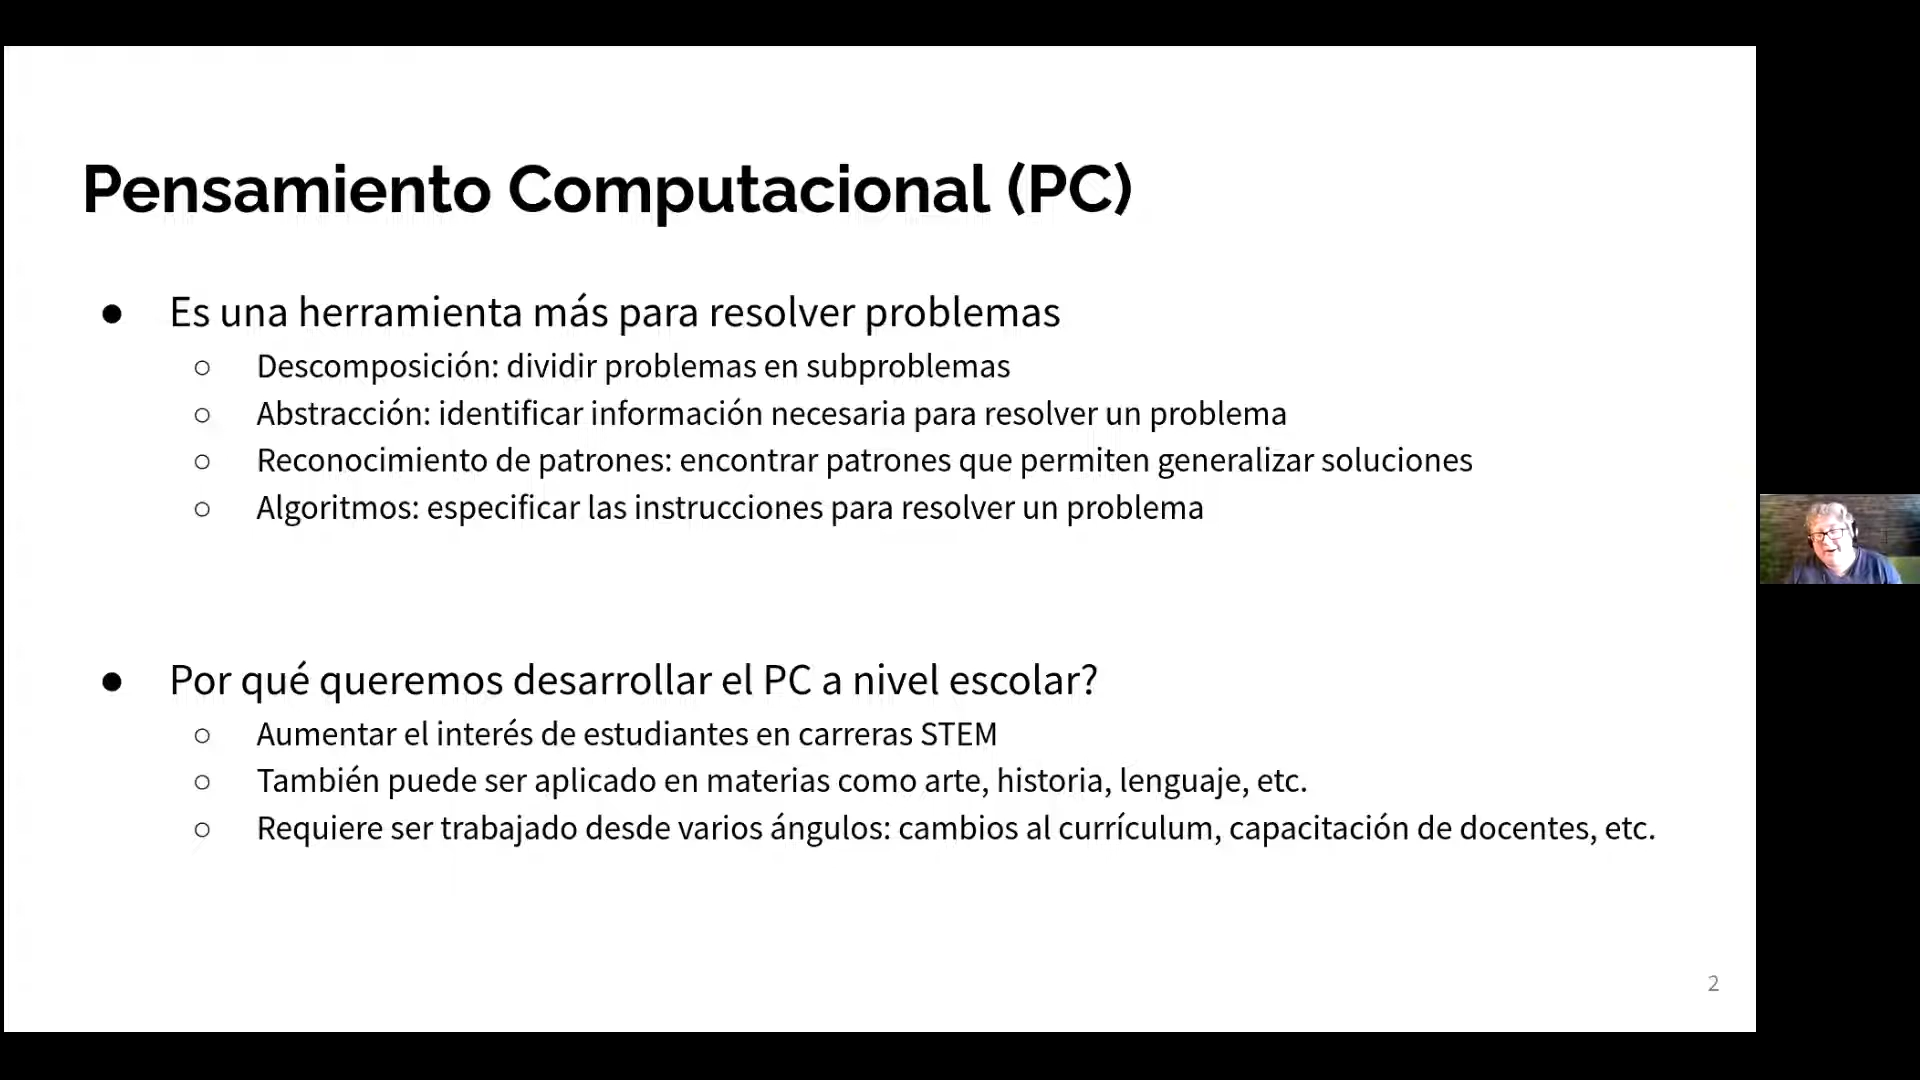 Pensamiento Computacional (PC)
● Es una herramienta más para resolver problemas
○ Descomposición: dividir problemas en subproblemas
○ Abstracción: identificar información necesaria para resolver un problema
○ Reconocimiento de patrones: encontrar patrones que permiten generalizar soluciones
○ Algoritmos: especificar las instrucciones para resolver un problema
● Por qué queremos desarrollar el PC a nivel escolar?
○ Aumentar el interés de estudiantes en carreras STEM
○ También puede ser aplicado en materias como arte, historia, lenguaje, etc.
○ Requiere ser trabajado desde varios ángulos: cambios al currículum, capacitación de docentes, etc.
2